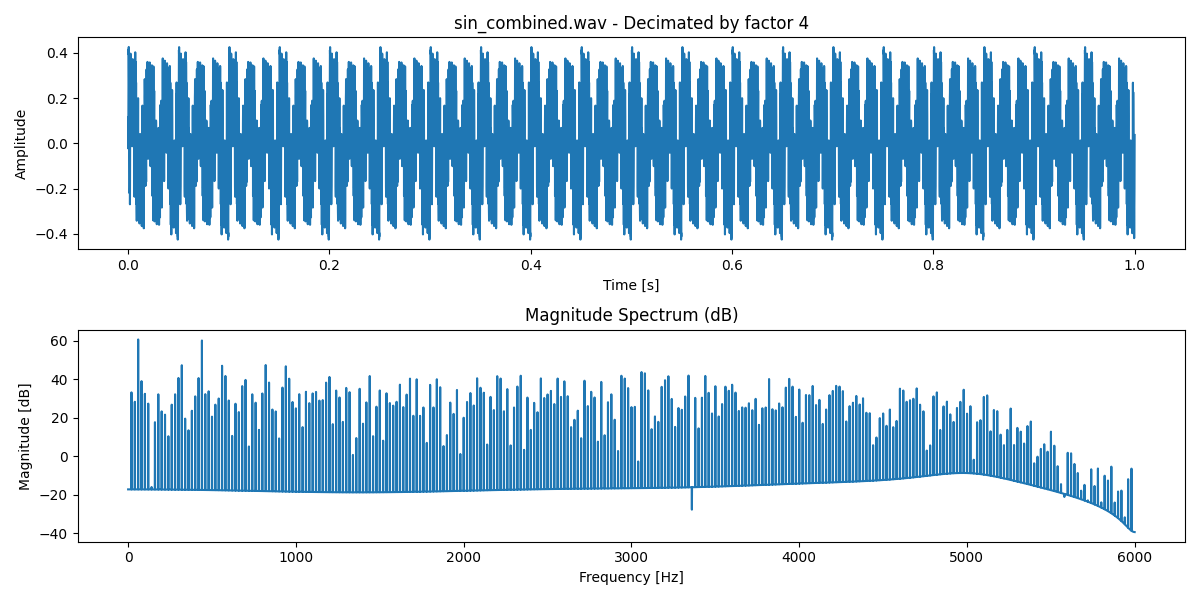 sin_combined.wav - Decimated by factor 4
0.4
0.2
0.0
−0.2
−0.4
Amplitude
0.0 0.2 0.4 0.6 0.8 1.0
Time [s]
Magnitude Spectrum (dB)
60
40
20
0
−20
−40
Magnitude [dB]
0 1000 2000 3000 4000 5000 6000
Frequency [Hz]